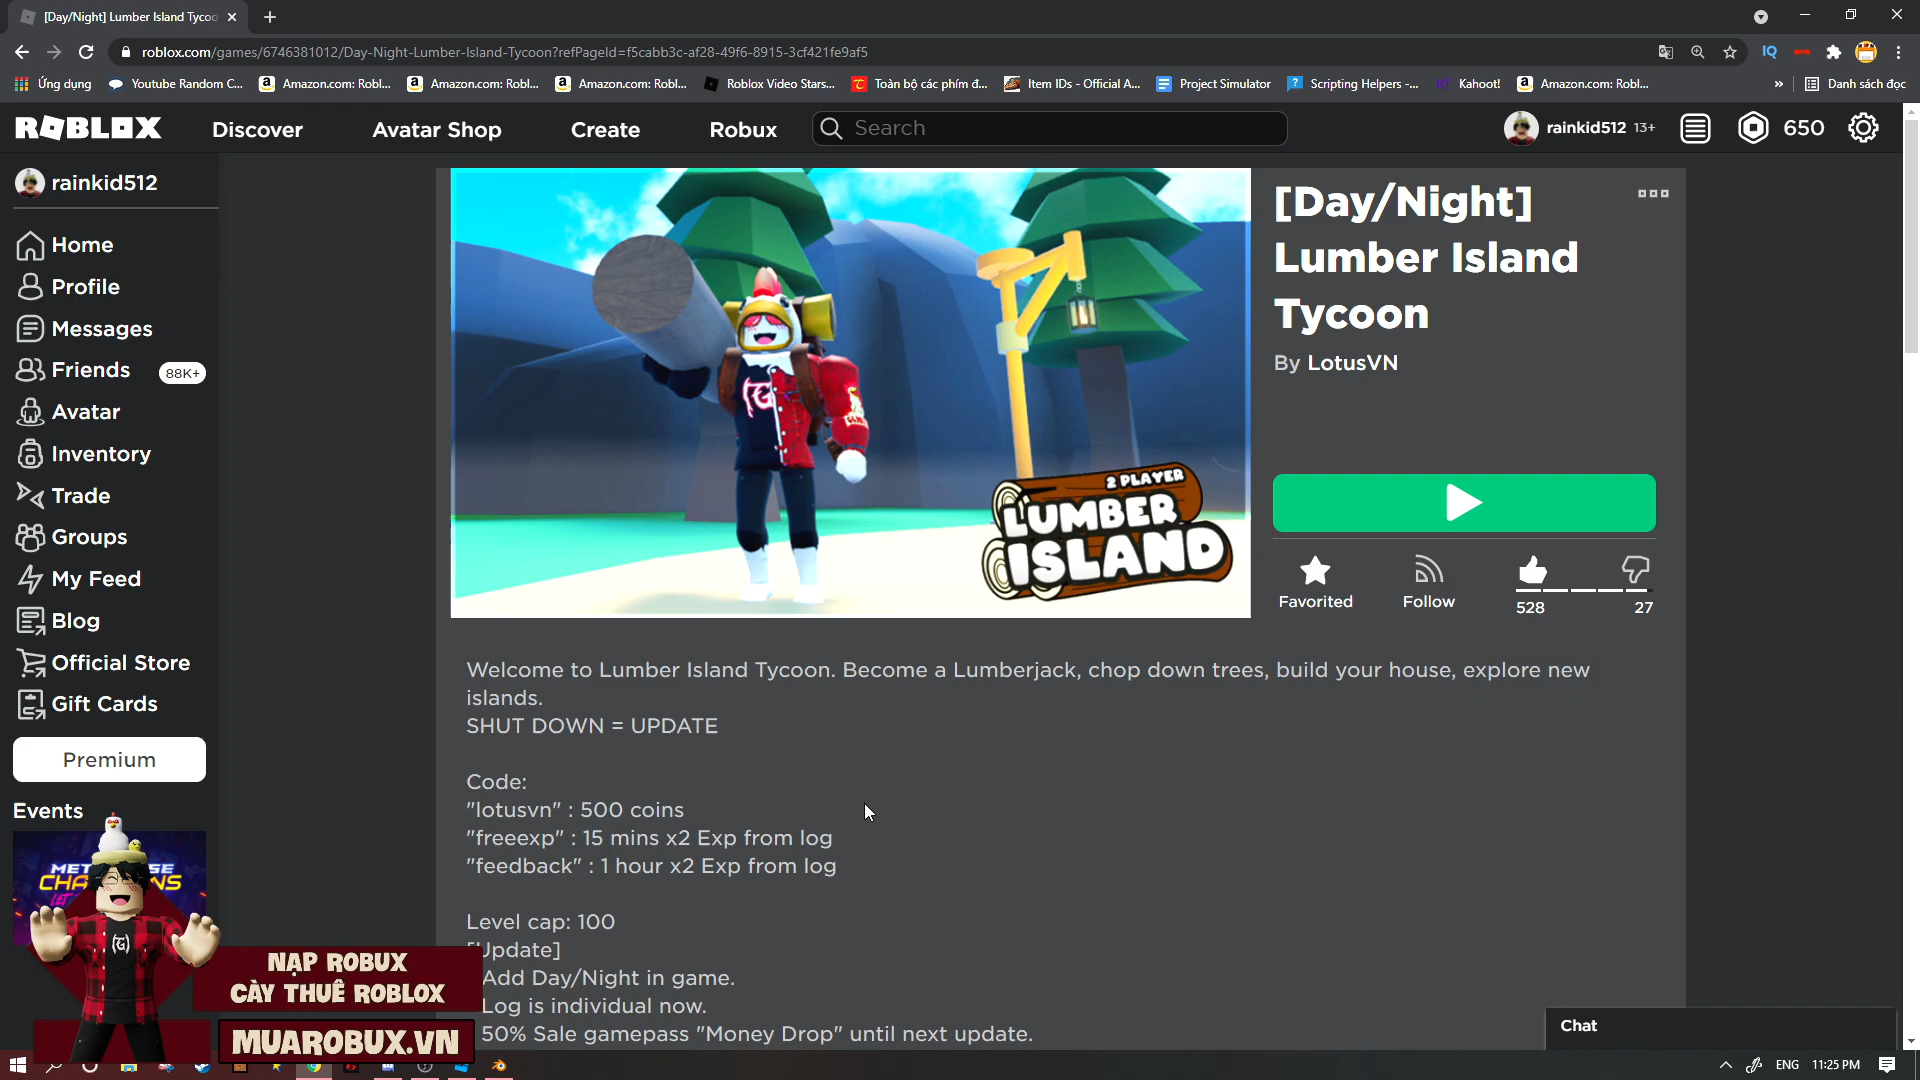 [Day/Night] Lumber Island Tycoo
roblox.com/games/6746381012/Day-Night-Lumber-Island-Tycoon?refPageId=f5cabb3c-af28-49f6-8915-3cf421fe9af5
IQ
Ứng dụng
Youtube Random C...
Amazon.com: Robl...
Amazon.com: Robl...
Amazon.com: Robl...
Roblox Video Stars...
Toàn bộ các phím đ...
Item IDs - Official A...
Project Simulator
Scripting Helpers -...
Kahoot!
Amazon.com: Robl...
»
Danh sách đọc
ROBLOX
Discover
Avatar Shop
Create
Robux
Search
rainkid512 13+
650
rainkid512
Home
Profile
Messages
Friends
88K+
Avatar
Inventory
Trade
Groups
My Feed
Blog
Official Store
Gift Cards
Premium
Events
2 PLAYER
LUMBER
ISLAND
[Day/Night]
Lumber Island
Tycoon
By LotusVN
Favorited
Follow
528
27
Welcome to Lumber Island Tycoon. Become a Lumberjack, chop down trees, build your house, explore new
islands.
SHUT DOWN = UPDATE
Code:
"lotusvn" : 500 coins
"freeexp" : 15 mins x2 Exp from log
"feedback" : 1 hour x2 Exp from log
Level cap: 100
[Update]
Add Day/Night in game.
Log is individual now.
50% Sale gamepass "Money Drop" until next update.
NẠP ROBUX
CÀY THUÊ ROBLOX
MUAROBUX.VN
Chat
ENG
11:25 PM